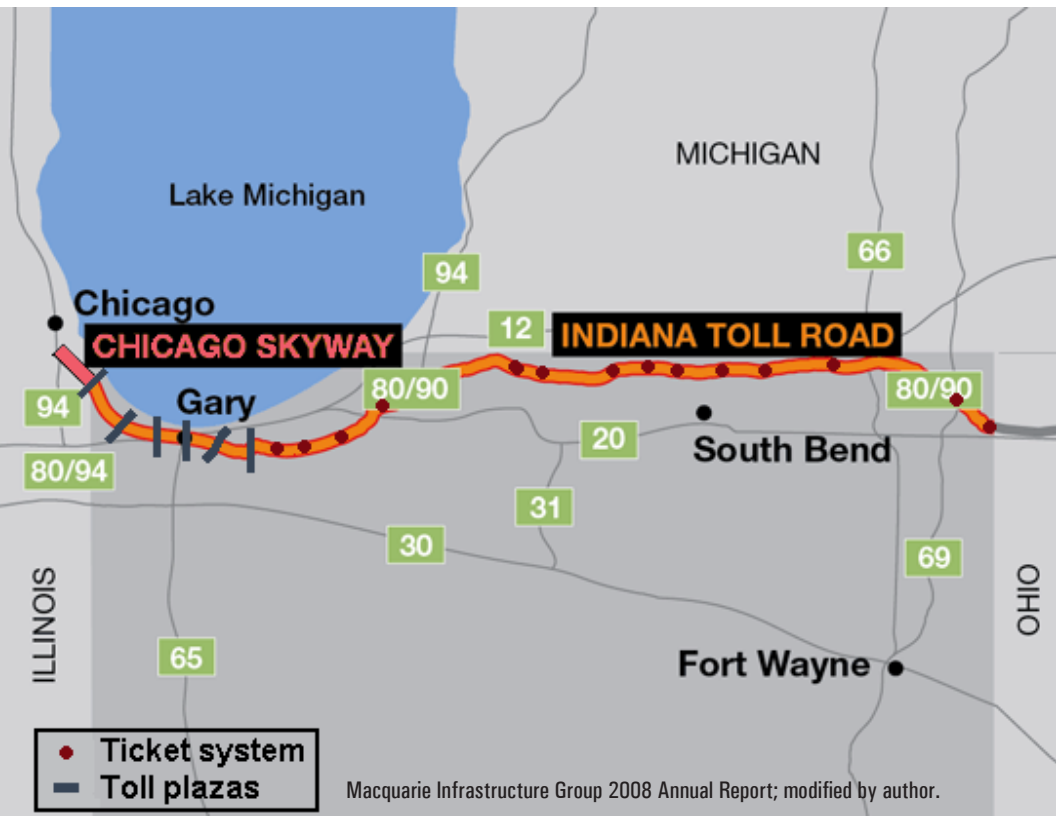 MICHIGAN
Lake Michigan
66
94
Chicago
12
INDIANA TOLL ROAD
CHICAGO SKYWAY
80/90
80/90
Gary
94
20
South Bend
80/94
31
30
69
ILLINOIS
OHIO
65
Fort Wayne
Ticket system
Toll plazas
Macquarie Infrastructure Group 2008 Annual Report; modified by author.